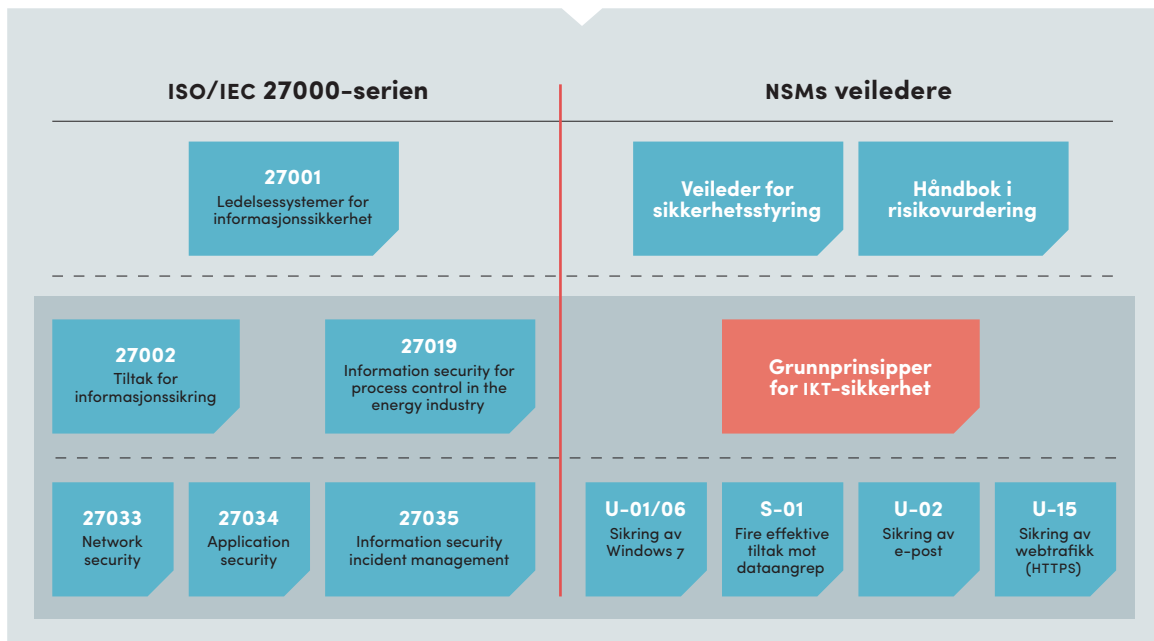 ISO/IEC 27000-serien
NSMs veiledere
27001
Ledelsessystemer for
informasjonssikkerhet
Veileder for
sikkerhetsstyring
Håndbok i
risikovurdering
27002
Tiltak for
informasjonssikring
27019
Information security for
process control in the
energy industry
Grunnprinsipper
for IKT-sikkerhet
27033
Network
security
27034
Application
security
27035
Information security
incident management
U-01/06
Sikring av
Windows 7
S-01
Fire effektive
tiltak mot
dataangrep
U-02
Sikring av
e-post
U-15
Sikring av
webtrafikk
(HTTPS)